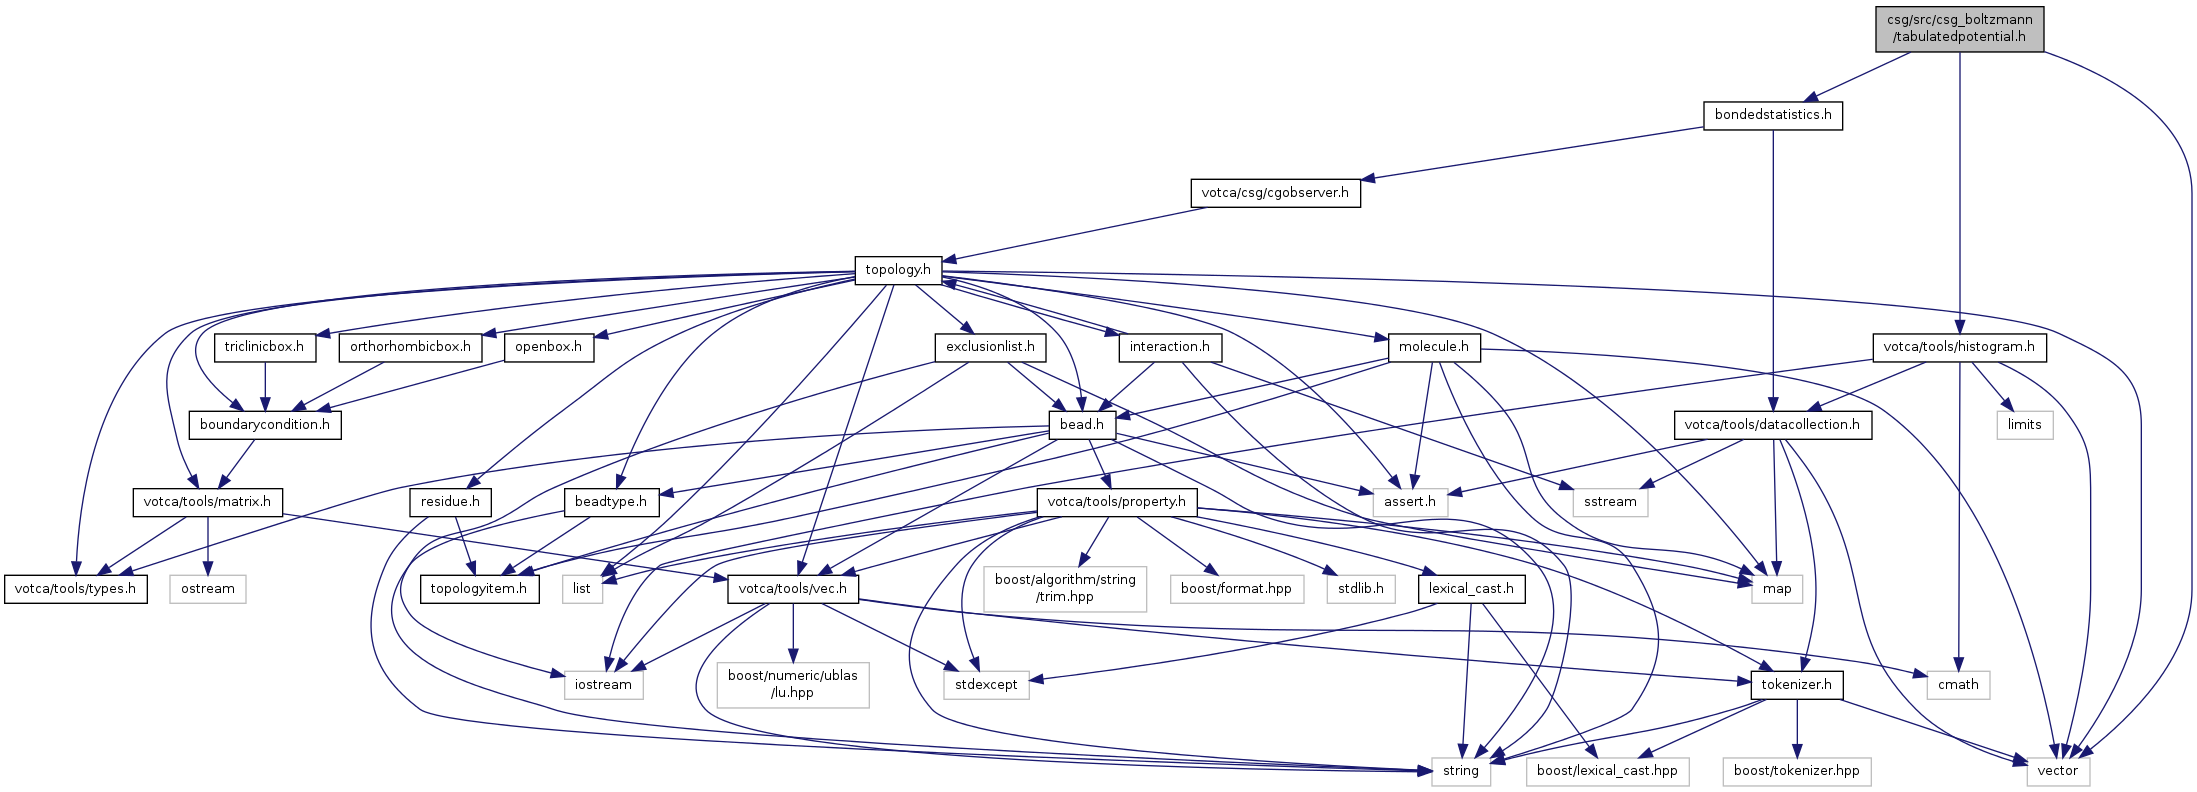 csg/src/csg_boltzmann
/tabulatedpotential.h
bondedstatistics.h
votca/csg/cgobserver.h
topology.h
triclinicbox.h
orthorhombicbox.h
openbox.h
exclusionlist.h
interaction.h
molecule.h
votca/tools/histogram.h
boundarycondition.h
bead.h
votca/tools/datacollection.h
limits
votca/tools/matrix.h
residue.h
beadtype.h
votca/tools/property.h
assert.h
sstream
votca/tools/types.h
ostream
topologyitem.h
list
votca/tools/vec.h
boost/algorithm/string
/trim.hpp
boost/format.hpp
stdlib.h
lexical_cast.h
map
iostream
boost/numeric/ublas
/lu.hpp
stdexcept
tokenizer.h
cmath
string
boost/lexical_cast.hpp
boost/tokenizer.hpp
vector